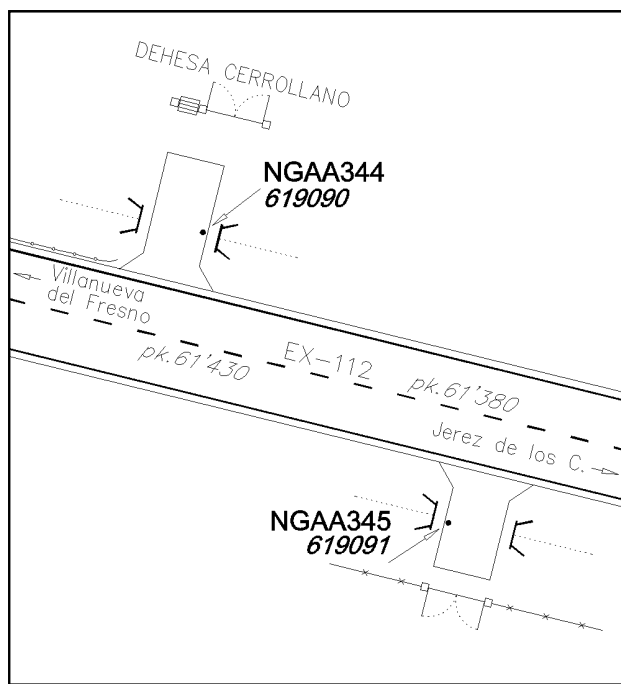 DEHESA CERROLLANO
NGAA344
619090
Villanueva
del Fresno
EX-112
pk.61'430
pk.61'380
Jerez de los C.
NGAA345
619091